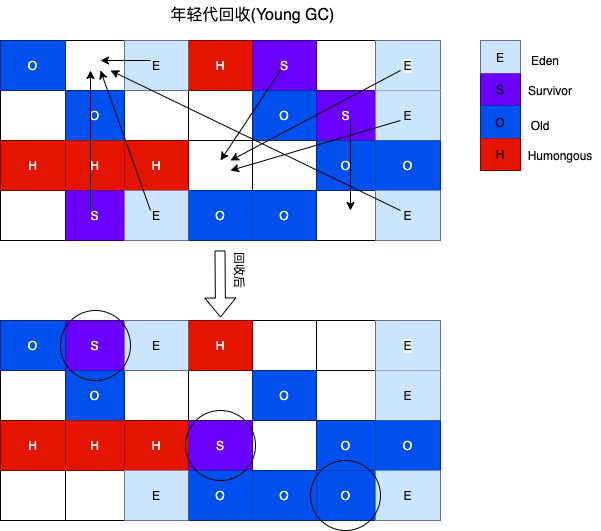 年轻代回收(Young GC)
O E H S E
O O S E
H H H O O
S E O O E
E Eden
S Survivor
O Old
H Humongous
回收后
O S E H E
O O E
H H H S O O
E O O O E